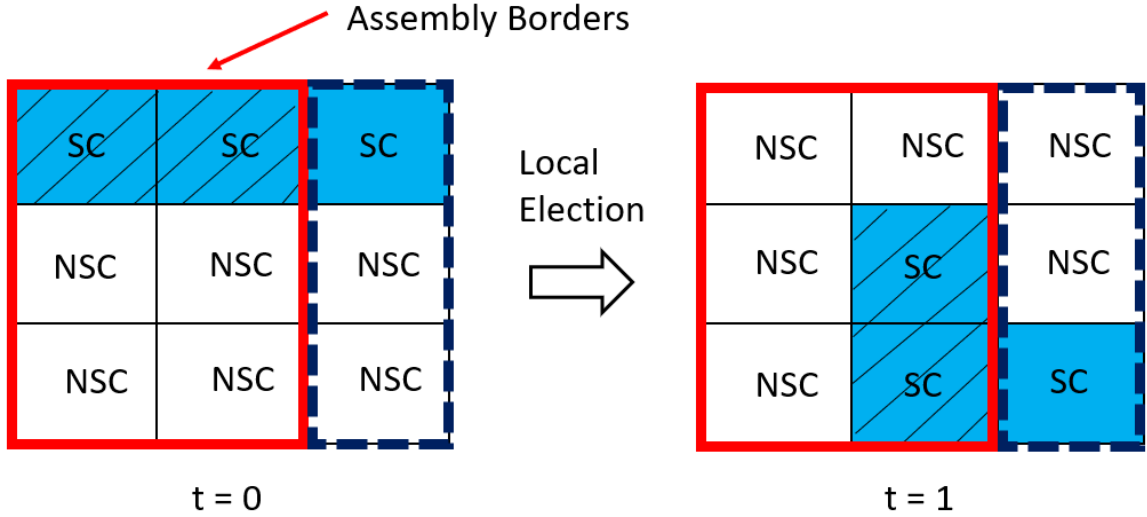 Assembly Borders
SC SC SC
NSC NSC NSC
NSC NSC NSC
t = 0
Local
Election
NSC NSC NSC
NSC SC NSC
NSC SC SC
t = 1